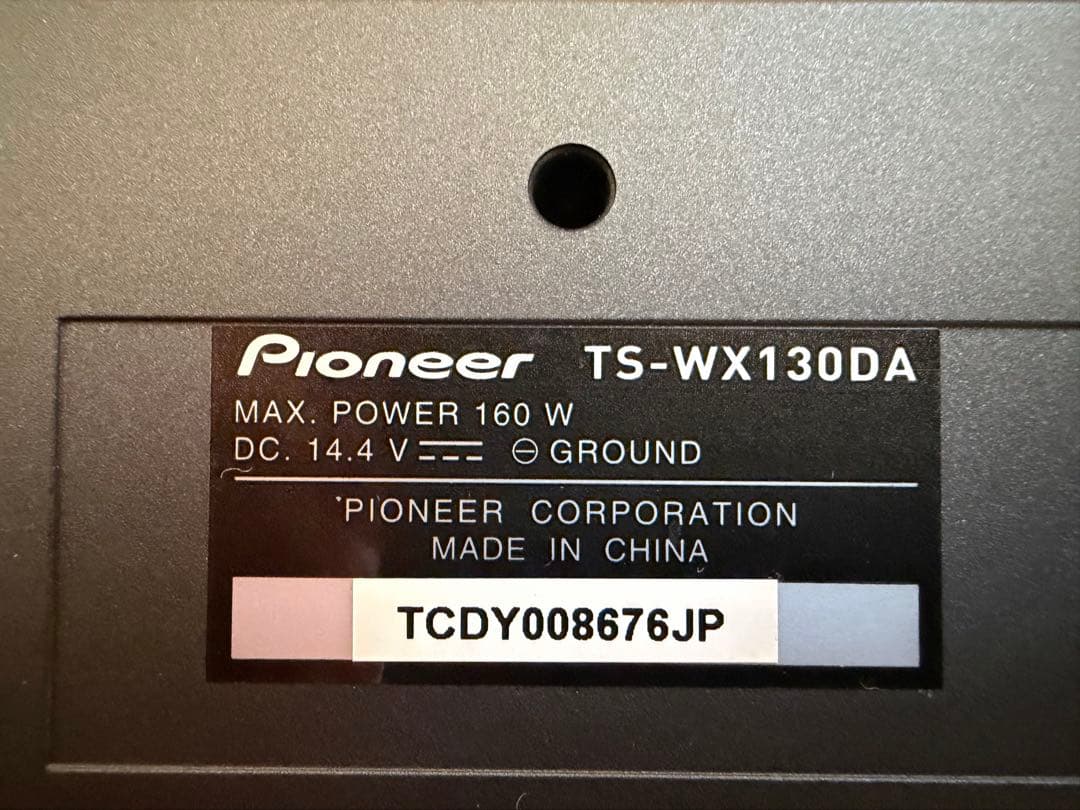 Pioneer TS-WX130DA
MAX. POWER 160 W
DC. 14.4 V ⎓ ⊖ GROUND
PIONEER CORPORATION
MADE IN CHINA
TCDY008676JP